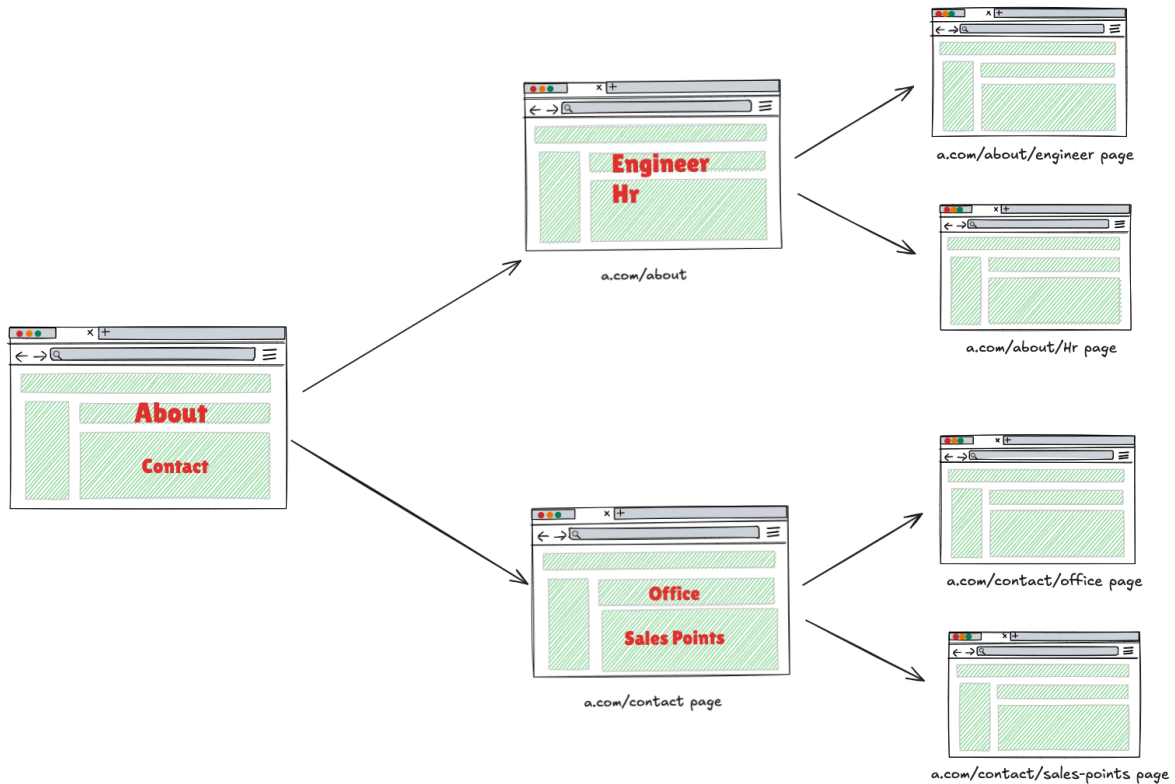 About
Contact
Engineer
Hr
a.com/about
Office
Sales Points
a.com/contact page
a.com/about/engineer page
a.com/about/Hr page
a.com/contact/office page
a.com/contact/sales-points page